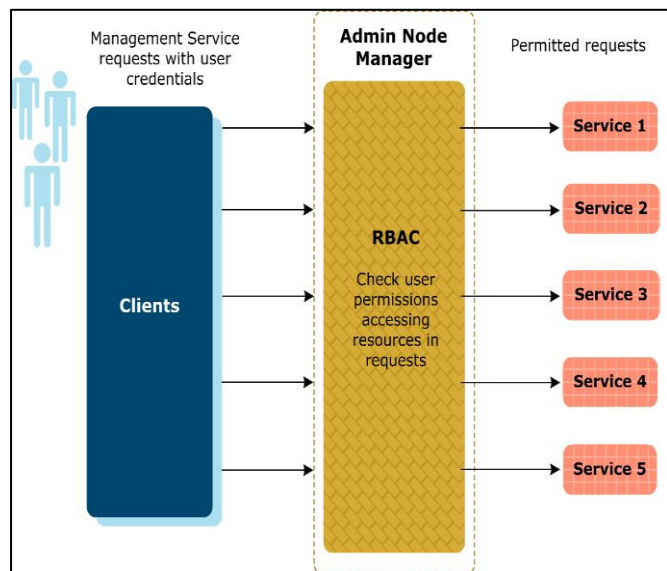 Management Service
requests with user
credentials
Admin Node
Manager
Permitted requests
Clients
RBAC
Check user
permissions
accessing
resources in
requests
Service 1
Service 2
Service 3
Service 4
Service 5